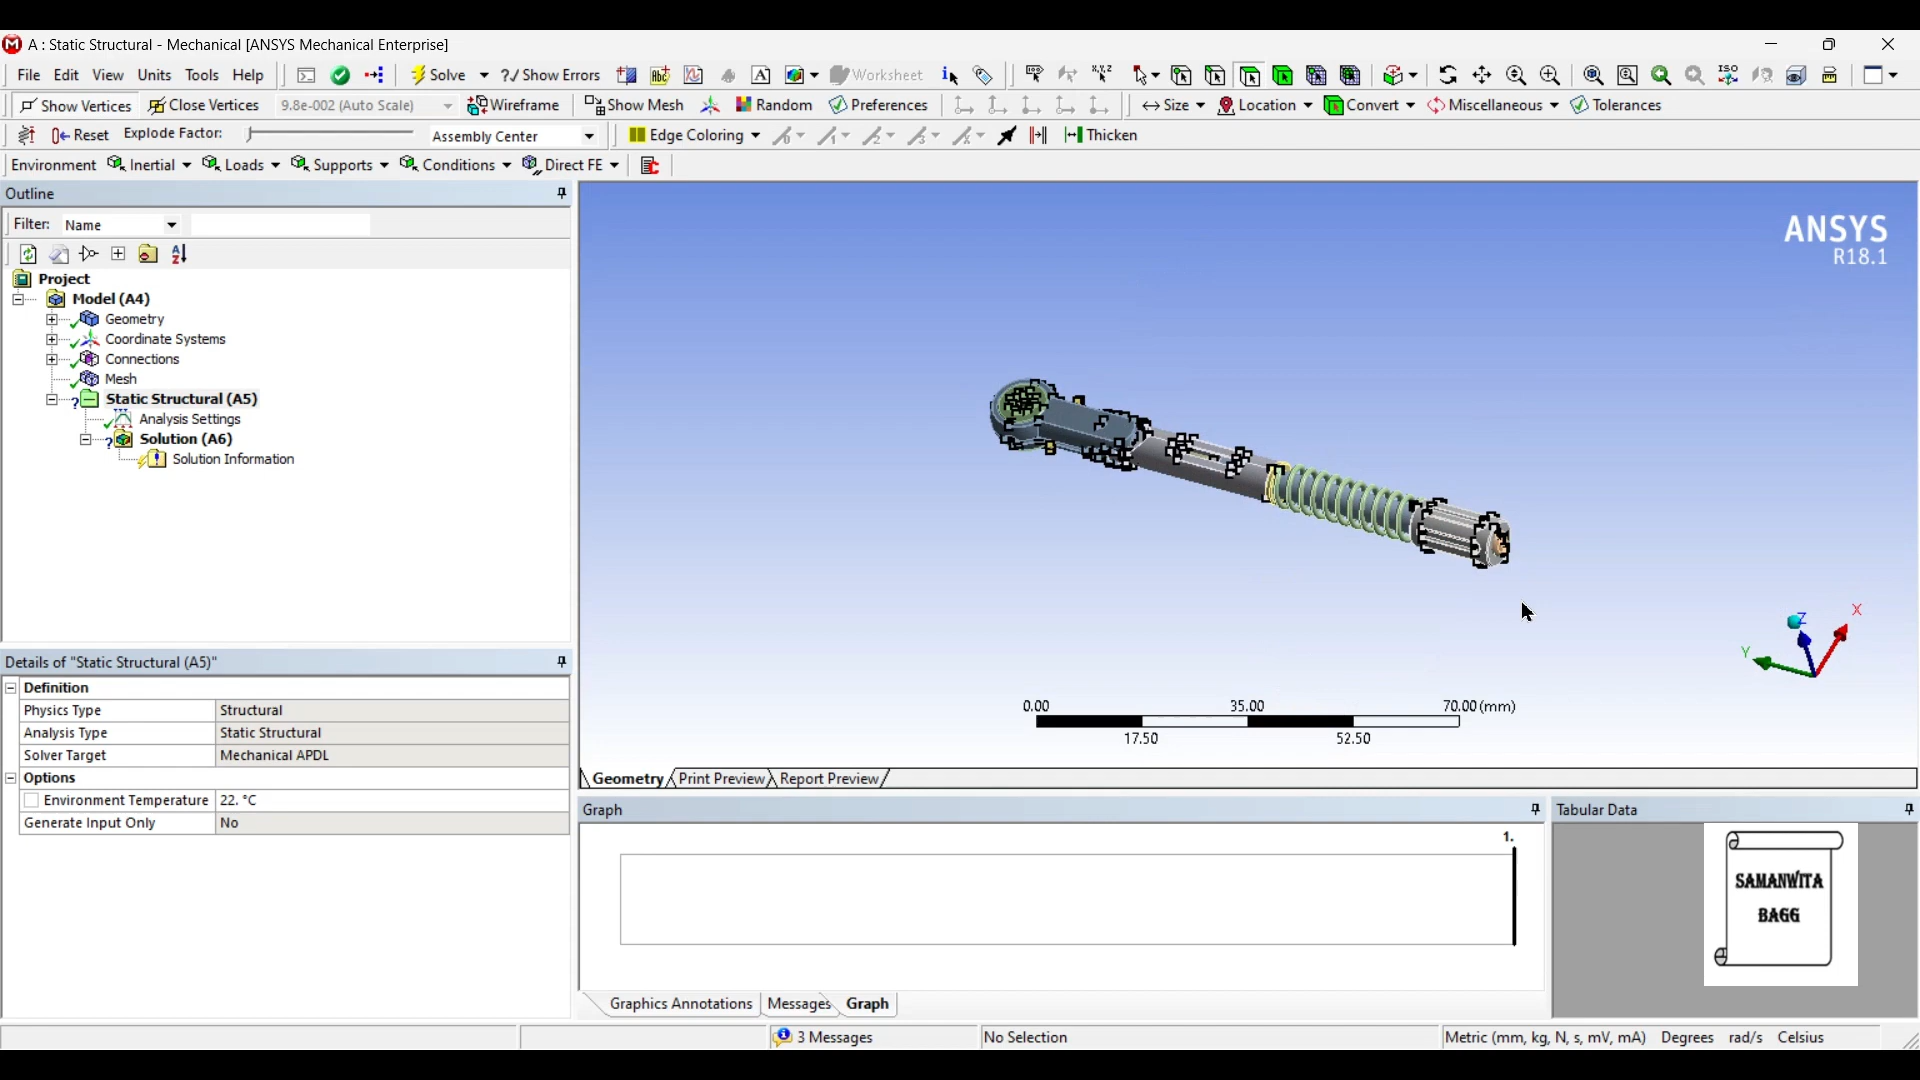 A : Static Structural - Mechanical [ANSYS Mechanical Enterprise]
File Edit View Units Tools Help Solve ?/ Show Errors Worksheet
Show Vertices Close Vertices 9.8e-002 (Auto Scale) Wireframe Show Mesh Random Preferences Size Location Convert Miscellaneous Tolerances
Reset Explode Factor: Assembly Center Edge Coloring Thicken
Environment Inertial Loads Supports Conditions Direct FE
Outline
Filter: Name
Project
Model (A4)
Geometry
Coordinate Systems
Connections
Mesh
Static Structural (A5)
Analysis Settings
Solution (A6)
Solution Information
Details of "Static Structural (A5)"
Definition
Physics Type Structural
Analysis Type Static Structural
Solver Target Mechanical APDL
Options
Environment Temperature 22. °C
Generate Input Only No
ANSYS
R18.1
X
Y
Z
0.00 35.00 70.00 (mm)
17.50 52.50
Geometry Print Preview Report Preview
Graph
1.
Tabular Data
SAMANWITA
BAGG
Graphics Annotations Messages Graph
3 Messages No Selection Metric (mm, kg, N, s, mV, mA) Degrees rad/s Celsius